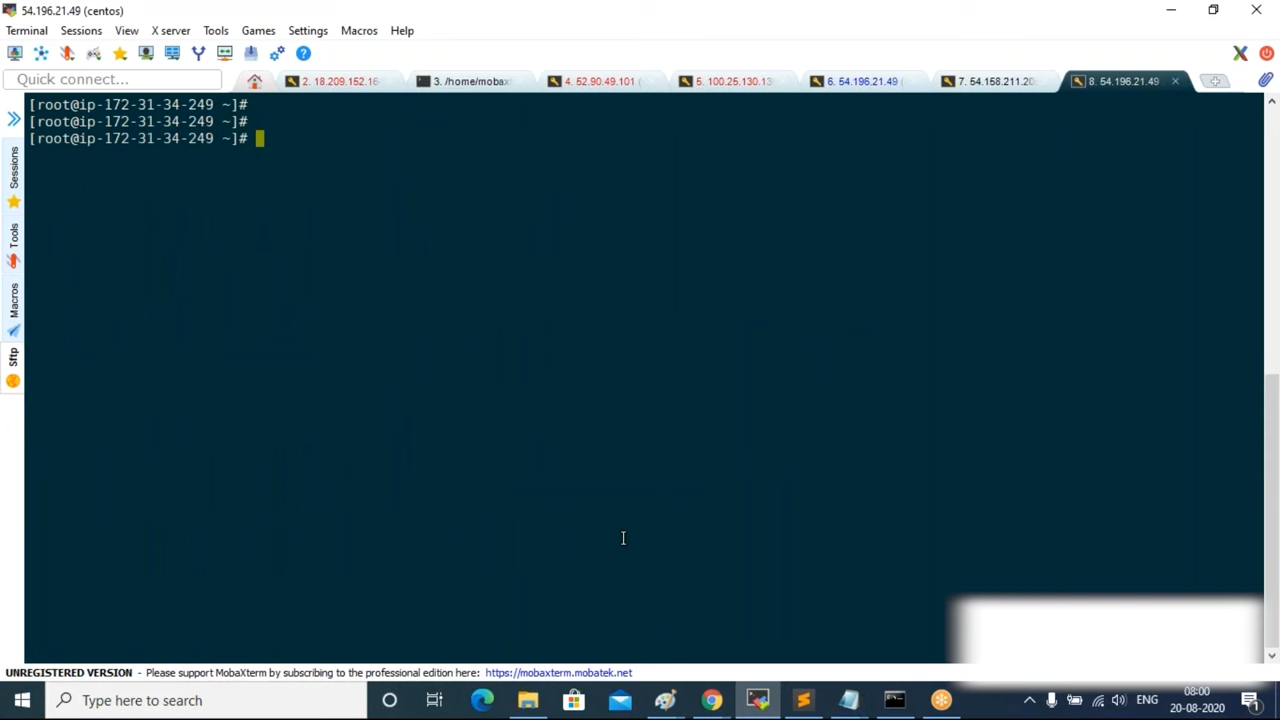 54.196.21.49 (centos)
Terminal Sessions View X server Tools Games Settings Macros Help
Quick connect...
2. 18.209.152.16
3. /home/mobax
4. 52.90.49.101 (
5. 100.25.130.13
6. 54.196.21.49 (
7. 54.158.211.20
8. 54.196.21.49
[root@ip-172-31-34-249 ~]#
[root@ip-172-31-34-249 ~]#
[root@ip-172-31-34-249 ~]#
Sessions
Tools
Macros
Sftp
UNREGISTERED VERSION - Please support MobaXterm by subscribing to the professional edition here: https://mobaxterm.mobatek.net
Type here to search
ENG
08:00
20-08-2020
1